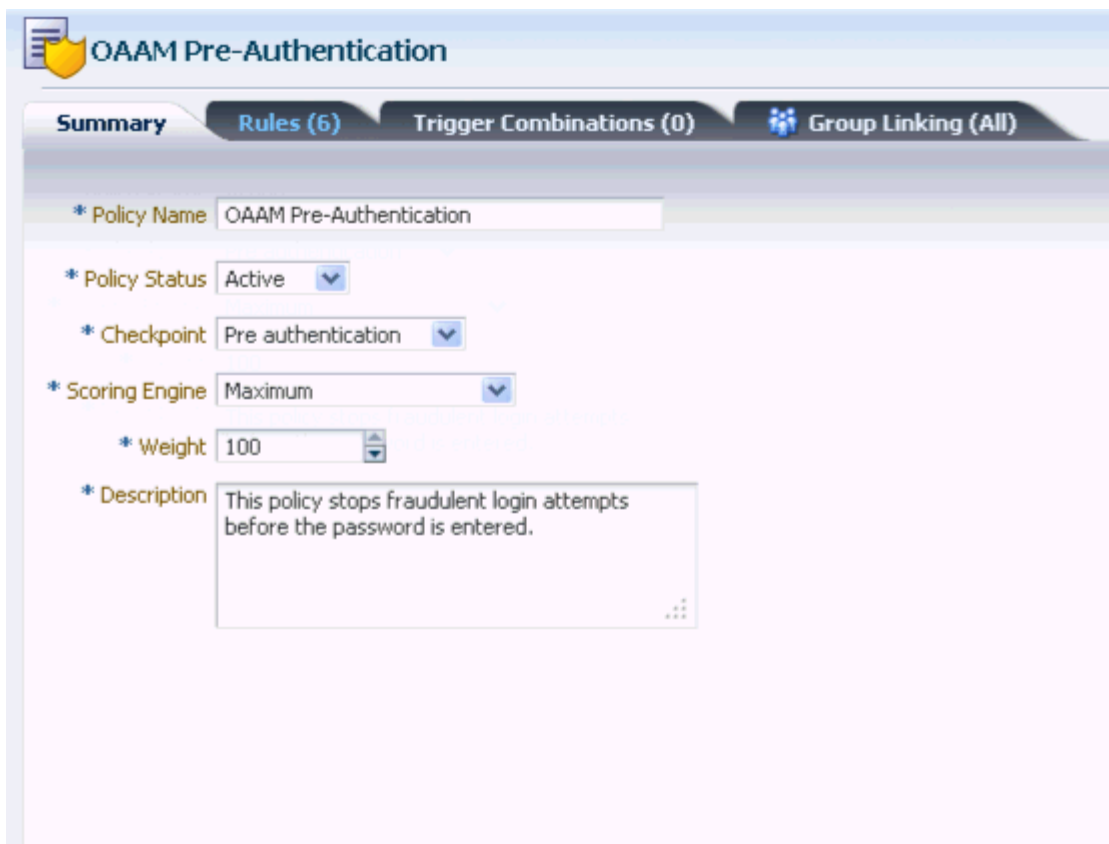 OAAM Pre-Authentication
Summary
Rules (6)
Trigger Combinations (0)
Group Linking (All)
* Policy Name OAAM Pre-Authentication
* Policy Status Active
* Checkpoint Pre authentication
* Scoring Engine Maximum
* Weight 100
* Description This policy stops fraudulent login attempts
before the password is entered.